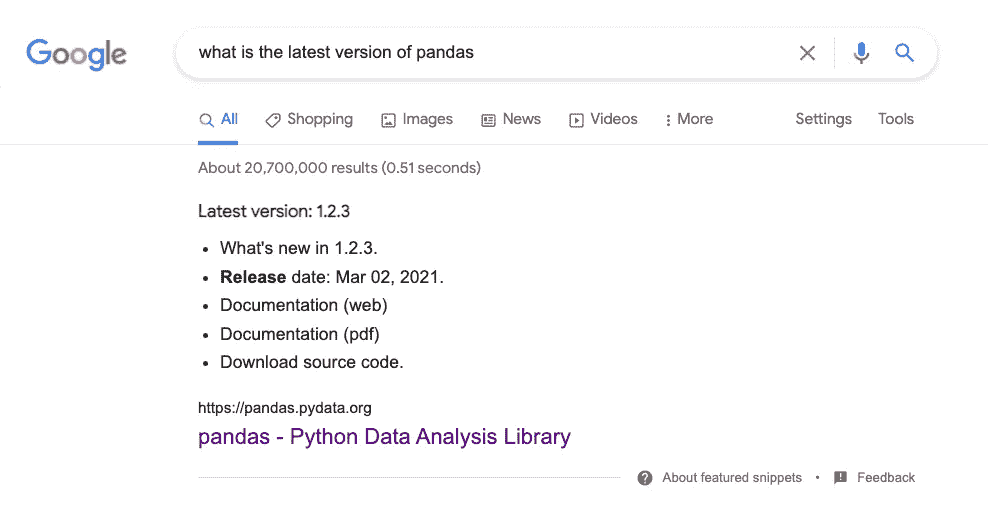 Google
what is the latest version of pandas
All Shopping Images News Videos More Settings Tools
About 20,700,000 results (0.51 seconds)
Latest version: 1.2.3
• What's new in 1.2.3.
• Release date: Mar 02, 2021.
• Documentation (web)
• Documentation (pdf)
• Download source code.
https://pandas.pydata.org
pandas - Python Data Analysis Library
About featured snippets • Feedback